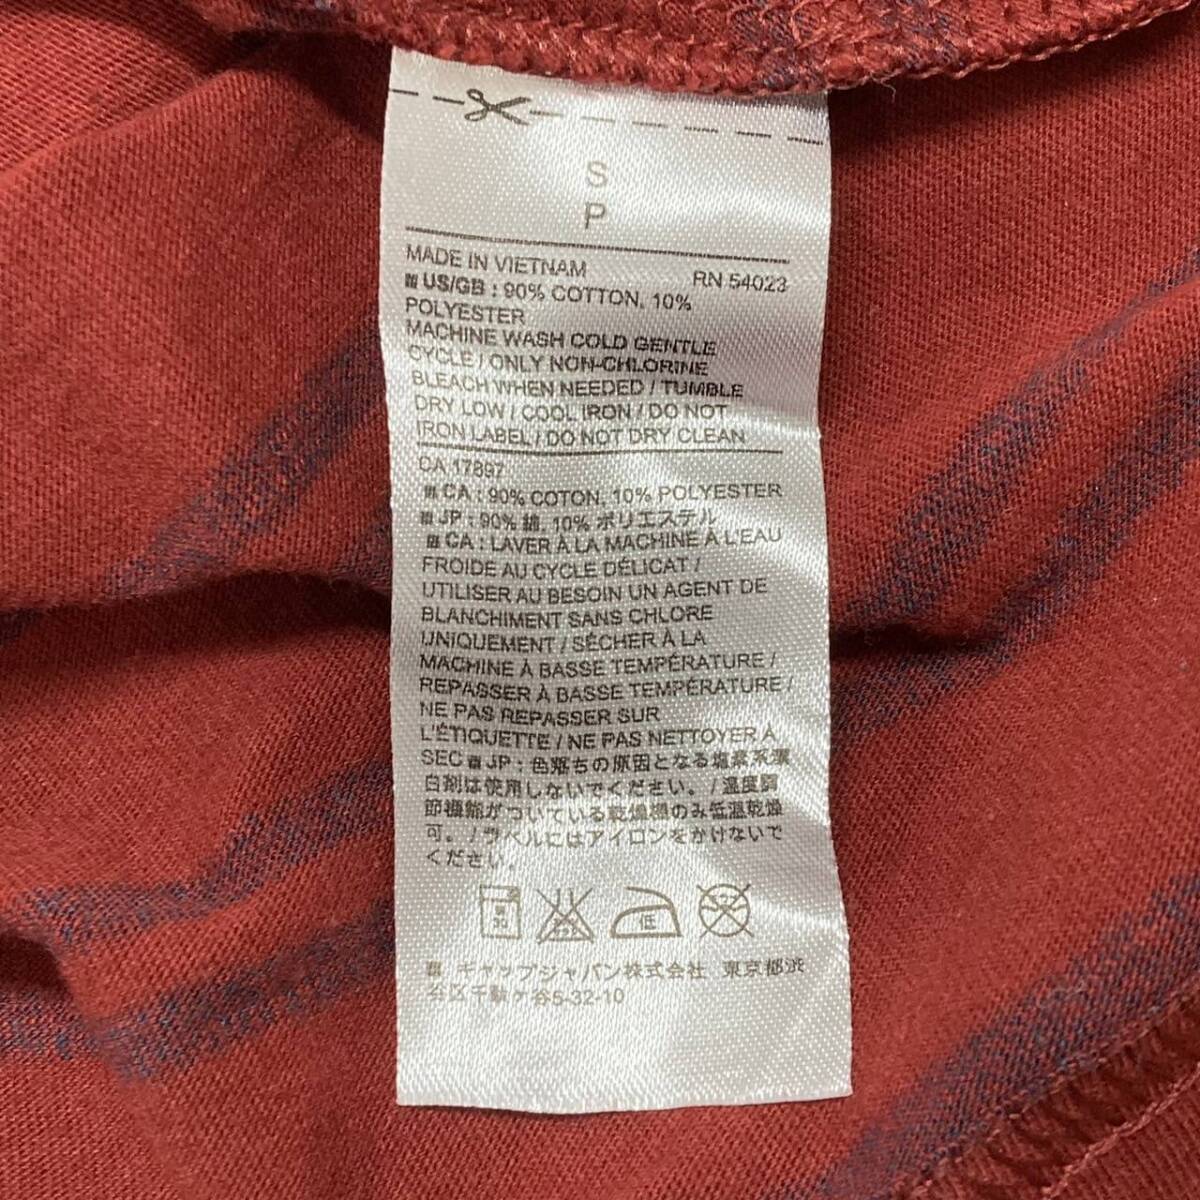 S
P
MADE IN VIETNAM RN 54023
US/GB : 90% COTTON, 10%
POLYESTER
MACHINE WASH COLD GENTLE
CYCLE / ONLY NON-CHLORINE
BLEACH WHEN NEEDED / TUMBLE
DRY LOW / COOL IRON / DO NOT
IRON LABEL / DO NOT DRY CLEAN
CA 17897
CA : 90% COTON, 10% POLYESTER
JP : 90% 綿, 10% ポリエステル
CA : LAVER À LA MACHINE À L'EAU
FROIDE AU CYCLE DÉLICAT /
UTILISER AU BESOIN UN AGENT DE
BLANCHIMENT SANS CHLORE
UNIQUEMENT / SÉCHER À LA
MACHINE À BASSE TEMPÉRATURE /
REPASSER À BASSE TEMPÉRATURE /
NE PAS REPASSER SUR
L'ÉTIQUETTE / NE PAS NETTOYER À
SEC JP : 色落ちの原因となる塩素系漂
白剤は使用しないでください。/ 温度調
節機能がついている乾燥機のみ低温乾燥
可。/ ラベルにはアイロンをかけないで
ください。
30
低
ギャップジャパン株式会社 東京都渋
谷区千駄ヶ谷5-32-10